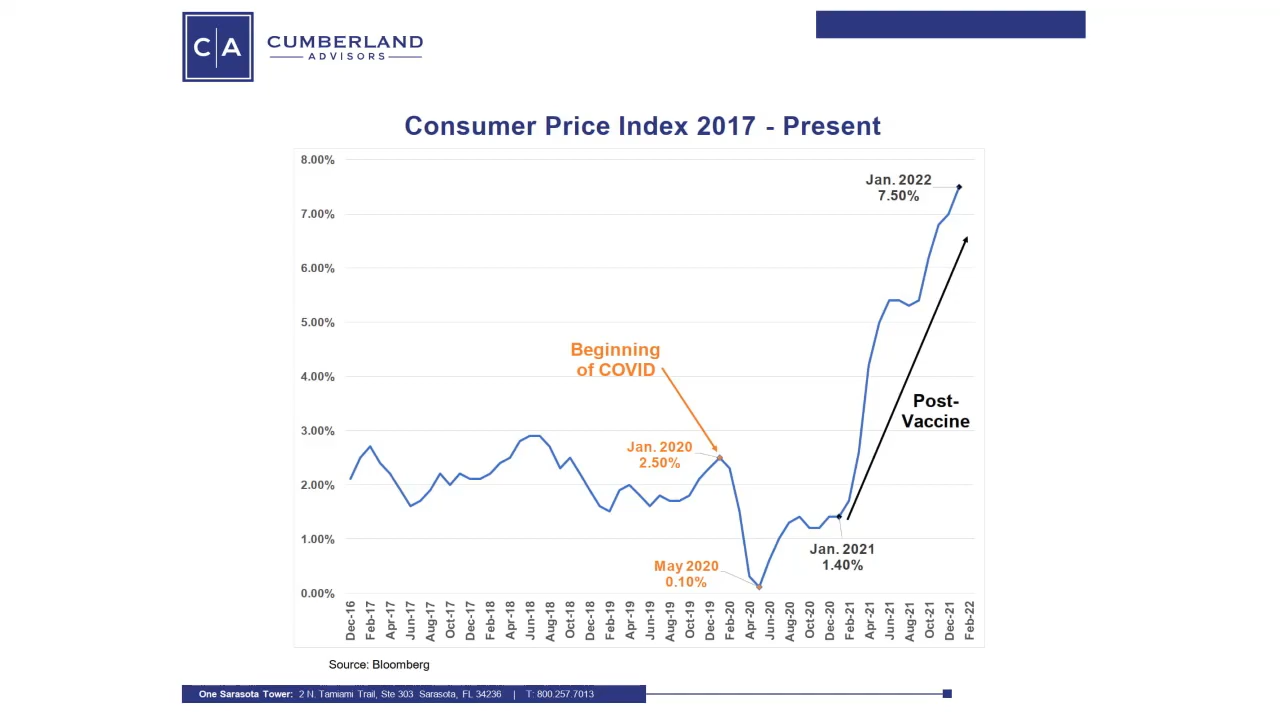 C A
CUMBERLAND
ADVISORS
Consumer Price Index 2017 - Present
8.00%
7.00%
6.00%
5.00%
4.00%
3.00%
2.00%
1.00%
0.00%
Jan. 2022
7.50%
Beginning
of COVID
Post-
Vaccine
Jan. 2020
2.50%
Jan. 2021
1.40%
May 2020
0.10%
Dec-16
Feb-17
Apr-17
Jun-17
Aug-17
Oct-17
Dec-17
Feb-18
Apr-18
Jun-18
Aug-18
Oct-18
Dec-18
Feb-19
Apr-19
Jun-19
Aug-19
Oct-19
Dec-19
Feb-20
Apr-20
Jun-20
Aug-20
Oct-20
Dec-20
Feb-21
Apr-21
Jun-21
Aug-21
Oct-21
Dec-21
Feb-22
Source: Bloomberg
One Sarasota Tower: 2 N. Tamiami Trail, Ste 303 Sarasota, FL 34236 | T: 800.257.7013